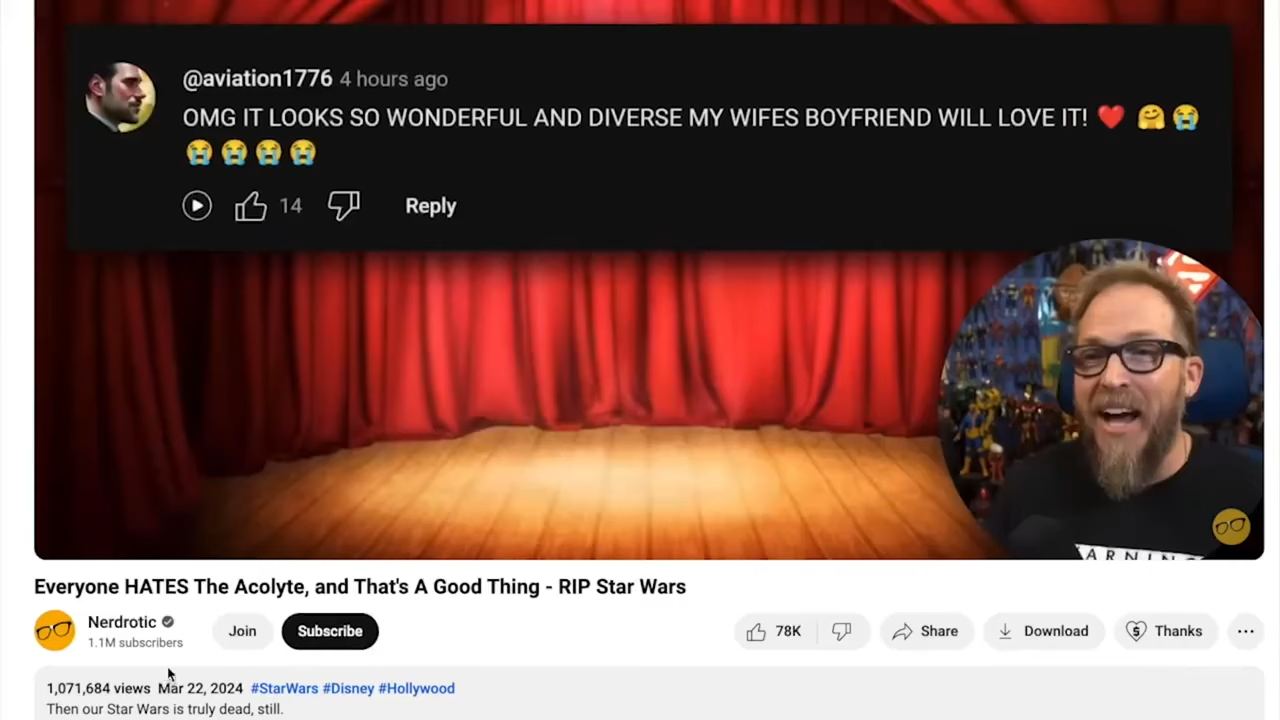 @aviation1776 4 hours ago
OMG IT LOOKS SO WONDERFUL AND DIVERSE MY WIFES BOYFRIEND WILL LOVE IT! ❤️ 🤗 😭
😭 😭 😭 😭
14 Reply
ARNING
Everyone HATES The Acolyte, and That's A Good Thing - RIP Star Wars
Nerdrotic
1.1M subscribers
Join
Subscribe
78K
Share
Download
Thanks
1,071,684 views Mar 22, 2024 #StarWars #Disney #Hollywood
Then our Star Wars is truly dead, still.